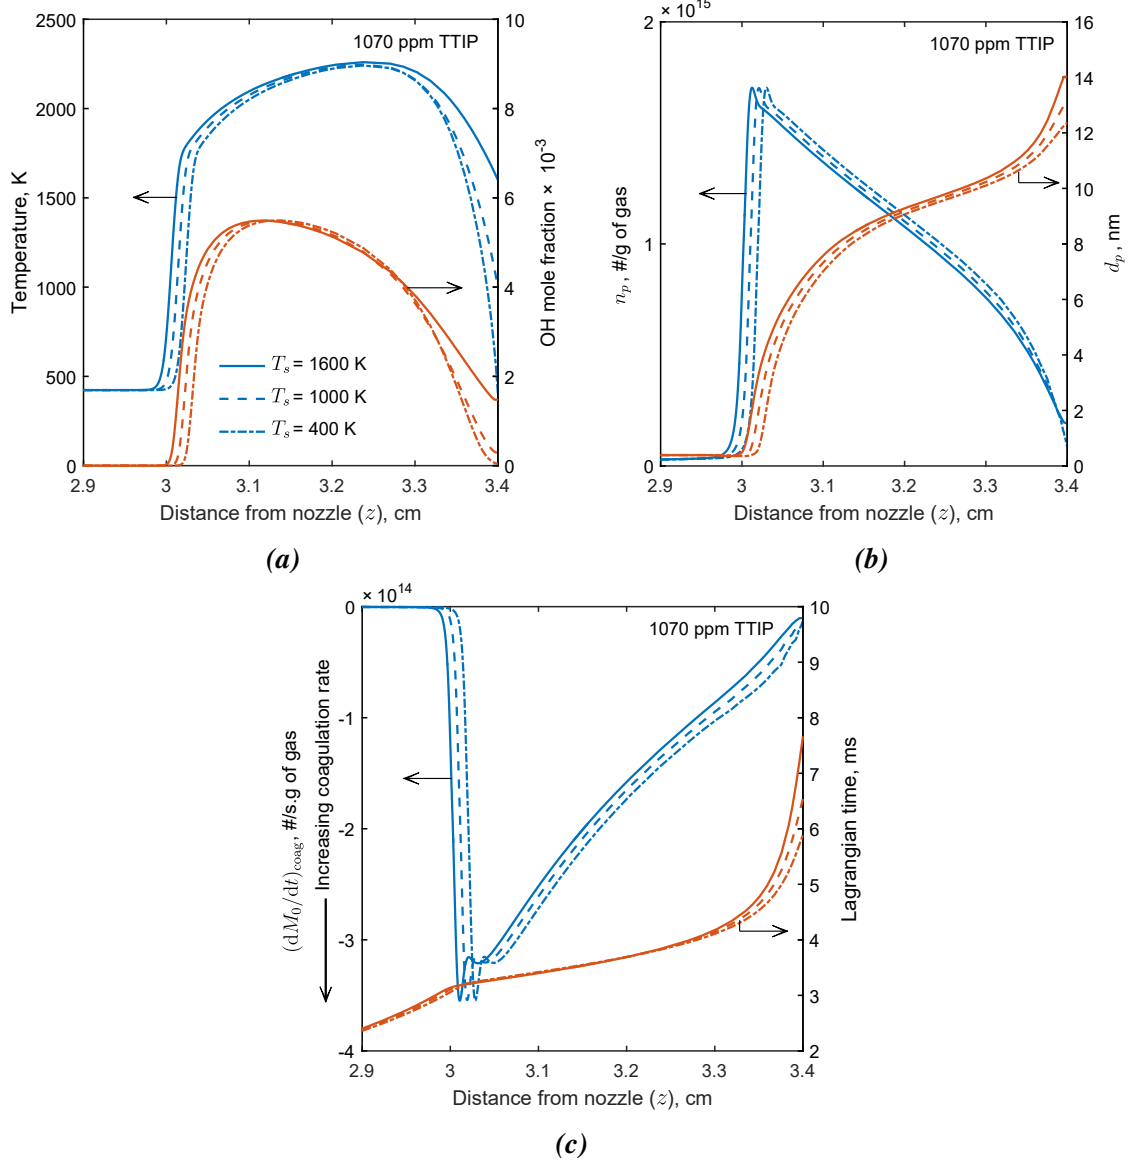 1070 ppm TTIP
2500
2000
1500
1000
500
0
Temperature, K
10
8
6
4
2
0
OH mole fraction × 10⁻³
T_s = 1600 K
T_s = 1000 K
T_s = 400 K
2.9 3 3.1 3.2 3.3 3.4
Distance from nozzle (z), cm
(a)
× 10¹⁵
1070 ppm TTIP
2
1
0
n_p, #/g of gas
16
14
12
10
8
6
4
2
0
d_p, nm
2.9 3 3.1 3.2 3.3 3.4
Distance from nozzle (z), cm
(b)
× 10¹⁴
1070 ppm TTIP
0
-1
-2
-3
-4
(dM₀/dt)_coag, #/s.g of gas
Increasing coagulation rate
10
9
8
7
6
5
4
3
2
Lagrangian time, ms
2.9 3 3.1 3.2 3.3 3.4
Distance from nozzle (z), cm
(c)